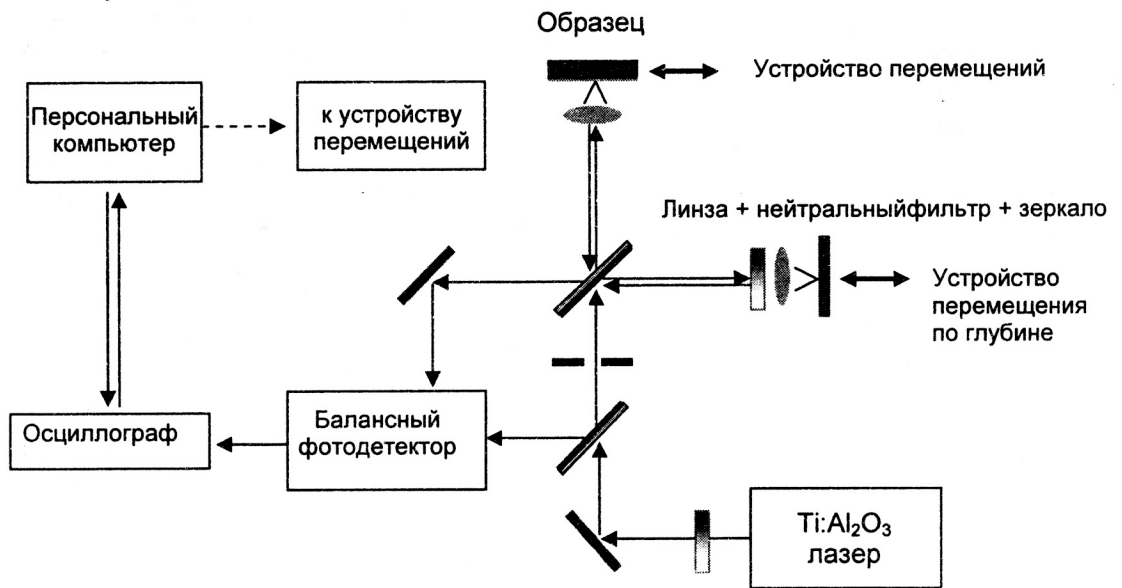 Образец
Устройство перемещений
Персональный
компьютер
к устройству
перемещений
Линза + нейтральныйфильтр + зеркало
Устройство
перемещения
по глубине
Осциллограф
Балансный
фотодетектор
Ti:Al₂O₃
лазер